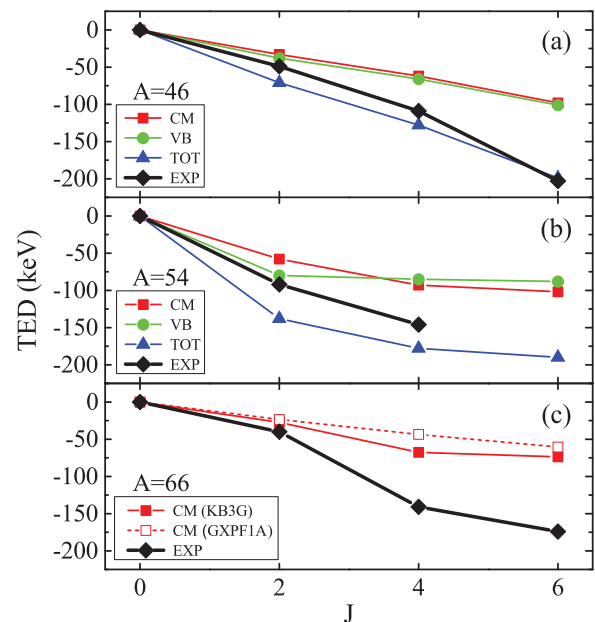 0
-50
-100
-150
-200
(a)
A=46
CM
VB
TOT
EXP
0
-50
-100
-150
-200
(b)
A=54
CM
VB
TOT
EXP
TED (keV)
0
-50
-100
-150
-200
(c)
A=66
CM (KB3G)
CM (GXPF1A)
EXP
0 2 4 6
J